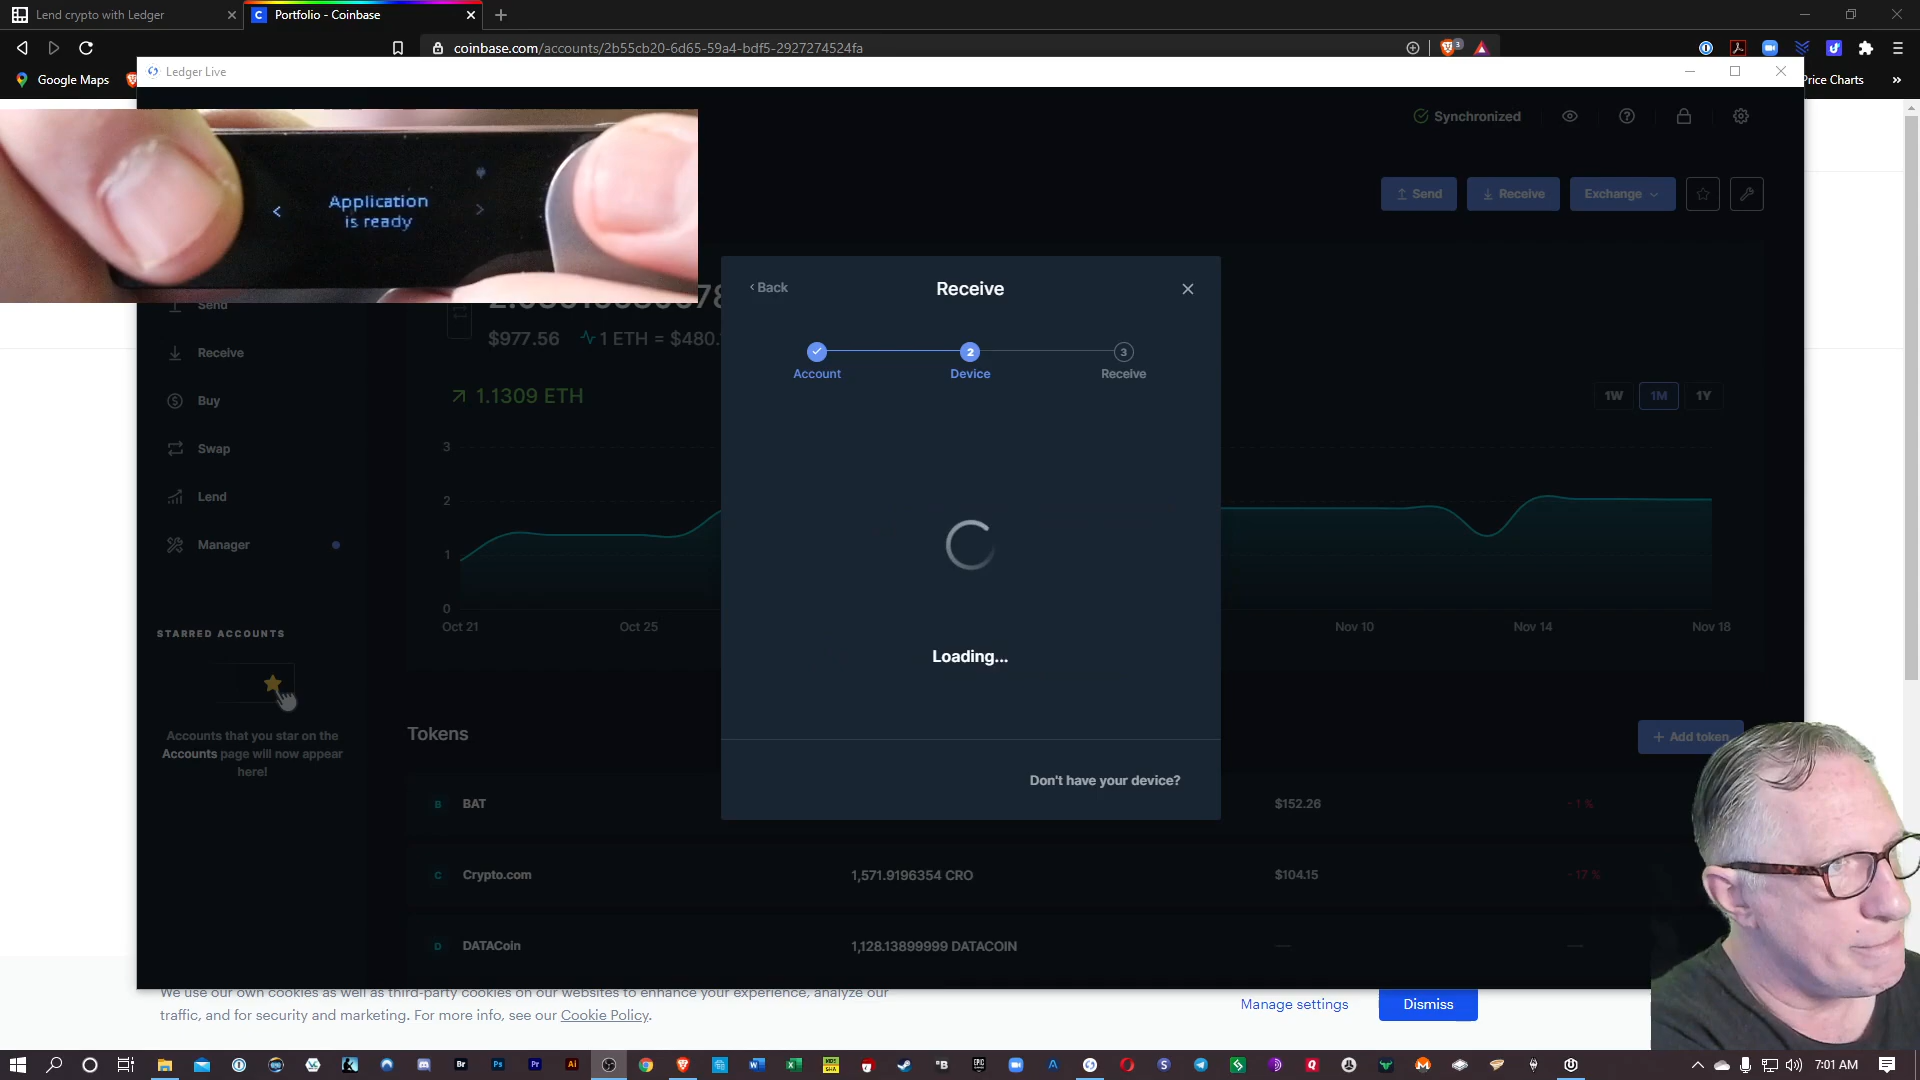 Lend crypto with Ledger
Portfolio - Coinbase
coinbase.com/accounts/2b55cb20-6d65-59a4-bdf5-2927274524fa
3
Google Maps
Price Charts
Ledger Live
Synchronized
Application
is ready
Send
Receive
Exchange
Send
Receive
Buy
Swap
Lend
Manager
STARRED ACCOUNTS
Accounts that you star on the
Accounts page will now appear
here!
$977.56
1 ETH = $480.
1.1309 ETH
1W
1M
1Y
3
2
1
0
Oct 21
Oct 25
Nov 10
Nov 14
Nov 18
Back
Receive
2
3
Account
Device
Receive
Loading...
Don't have your device?
Tokens
+ Add token
B
BAT
$152.26
- 1 %
C
Crypto.com
1,571.9196354 CRO
$104.15
- 17 %
D
DATACoin
1,128.13899999 DATACOIN
—
—
We use our own cookies as well as third-party cookies on our websites to enhance your experience, analyze our
traffic, and for security and marketing. For more info, see our Cookie Policy.
Manage settings
Dismiss
7:01 AM